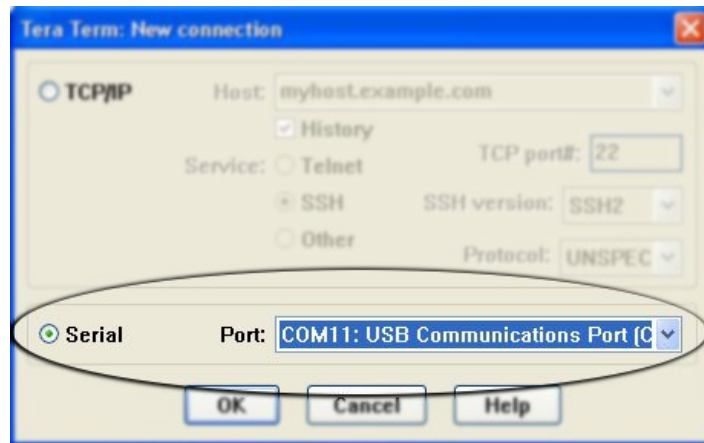 Tera Term: New connection
TCP/IP Host: myhost.example.com
History
Service: Telnet TCP port#: 22
SSH SSH version: SSH2
Other Protocol: UNSPEC
Serial Port: COM11: USB Communications Port (C
OK Cancel Help